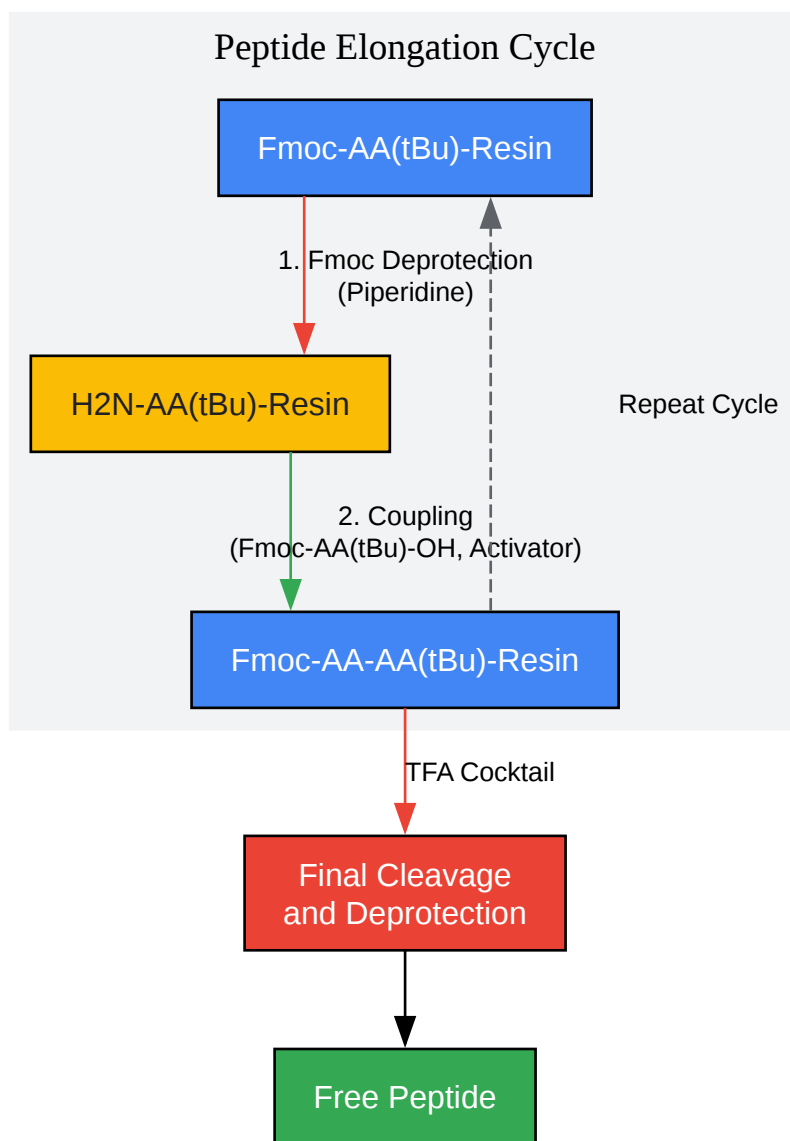 Peptide Elongation Cycle
Fmoc-AA(tBu)-Resin
1. Fmoc Deprotection
(Piperidine)
H2N-AA(tBu)-Resin
Repeat Cycle
2. Coupling
(Fmoc-AA(tBu)-OH, Activator)
Fmoc-AA-AA(tBu)-Resin
TFA Cocktail
Final Cleavage
and Deprotection
Free Peptide